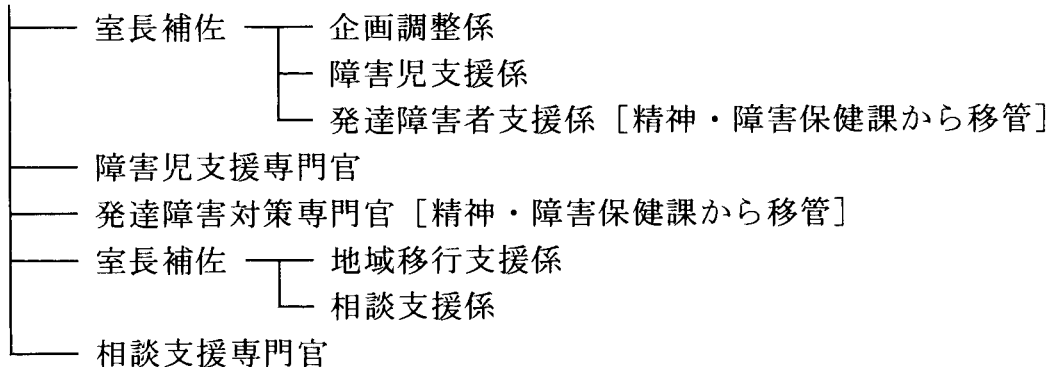 室長補佐 企画調整係
障害児支援係
発達障害者支援係［精神・障害保健課から移管］
障害児支援専門官
発達障害対策専門官［精神・障害保健課から移管］
室長補佐 地域移行支援係
相談支援係
相談支援専門官